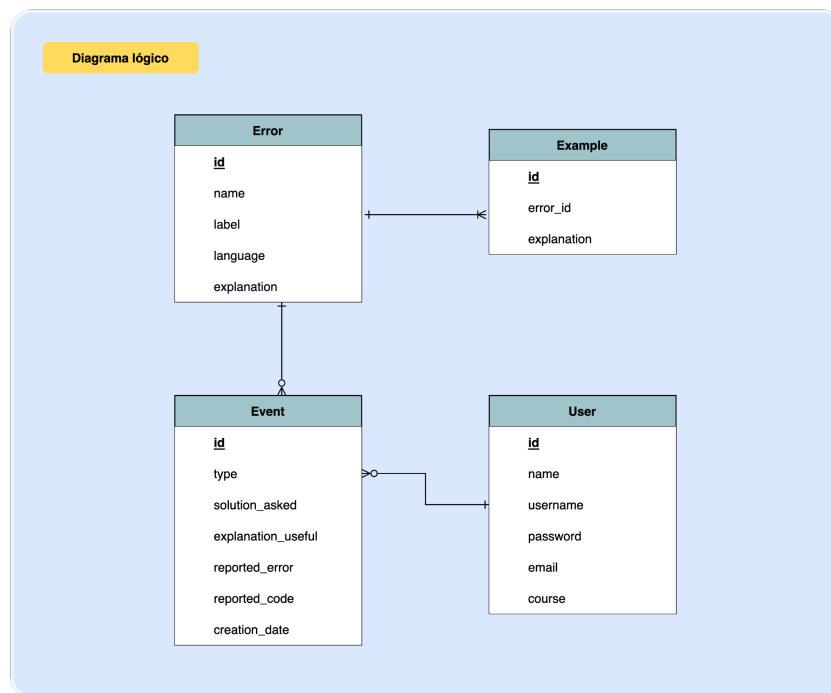 Diagrama lógico
Error
id
name
label
language
explanation
Example
id
error_id
explanation
Event
id
type
solution_asked
explanation_useful
reported_error
reported_code
creation_date
User
id
name
username
password
email
course